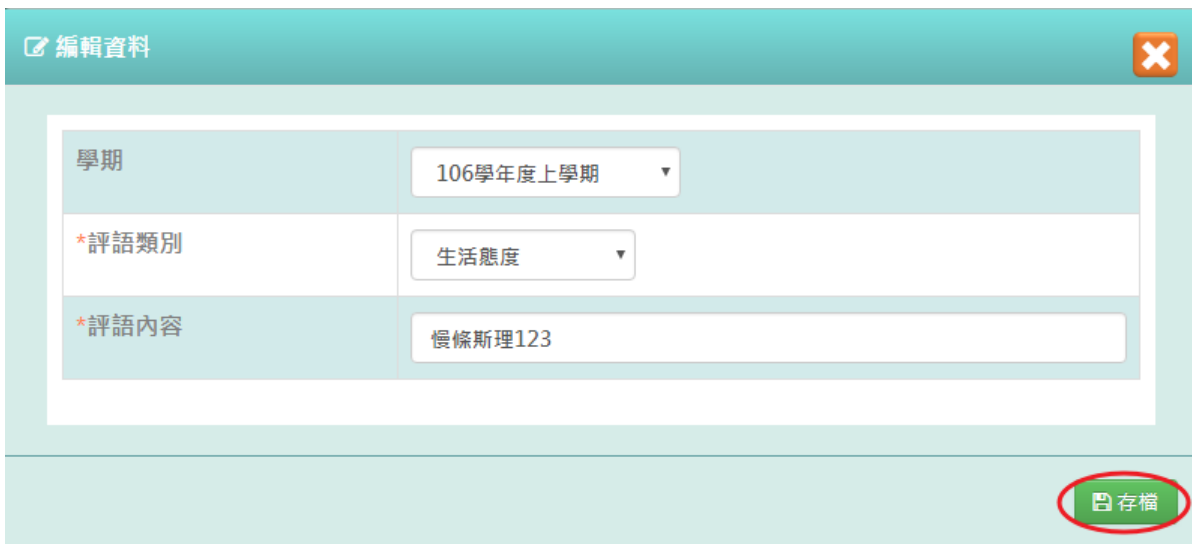 編輯資料
學期
106學年度上學期
*評語類別
生活態度
*評語內容
慢條斯理123
存檔